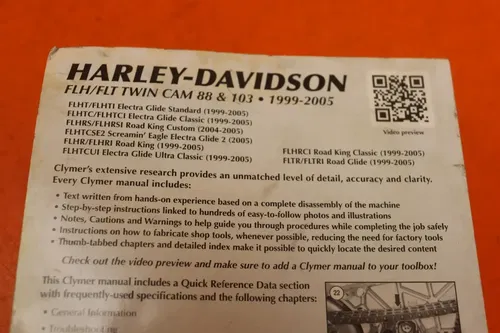 HARLEY-DAVIDSON
FLH/FLT TWIN CAM 88 & 103 • 1999-2005
FLHT/FLHTI Electra Glide Standard (1999-2005)
FLHTC/FLHTCI Electra Glide Classic (1999-2005)
FLHRS/FLHRSI Road King Custom (2004-2005)
FLHTCSE2 Screamin' Eagle Electra Glide 2 (2005)
FLHR/FLHRI Road King (1999-2005)
FLHTCUI Electra Glide Ultra Classic (1999-2005)
FLHRCI Road King Classic (1999-2005)
FLTR/FLTRI Road Glide (1999-2005)
Video preview
Clymer's extensive research provides an unmatched level of detail, accuracy and clarity.
Every Clymer manual includes:
• Text written from hands-on experience based on a complete disassembly of the machine
• Step-by-step instructions linked to hundreds of easy-to-follow photos and illustrations
• Notes, Cautions and Warnings to help guide you through procedures while completing the job safely
• Instructions on how to fabricate shop tools, whenever possible, reducing the need for factory tools
• Thumb-tabbed chapters and detailed index make it possible to quickly locate the desired content
Check out the video preview and make sure to add a Clymer manual to your toolbox!
This Clymer manual includes a Quick Reference Data section
with frequently-used specifications and the following chapters:
• General Information
• Troubleshooting
22